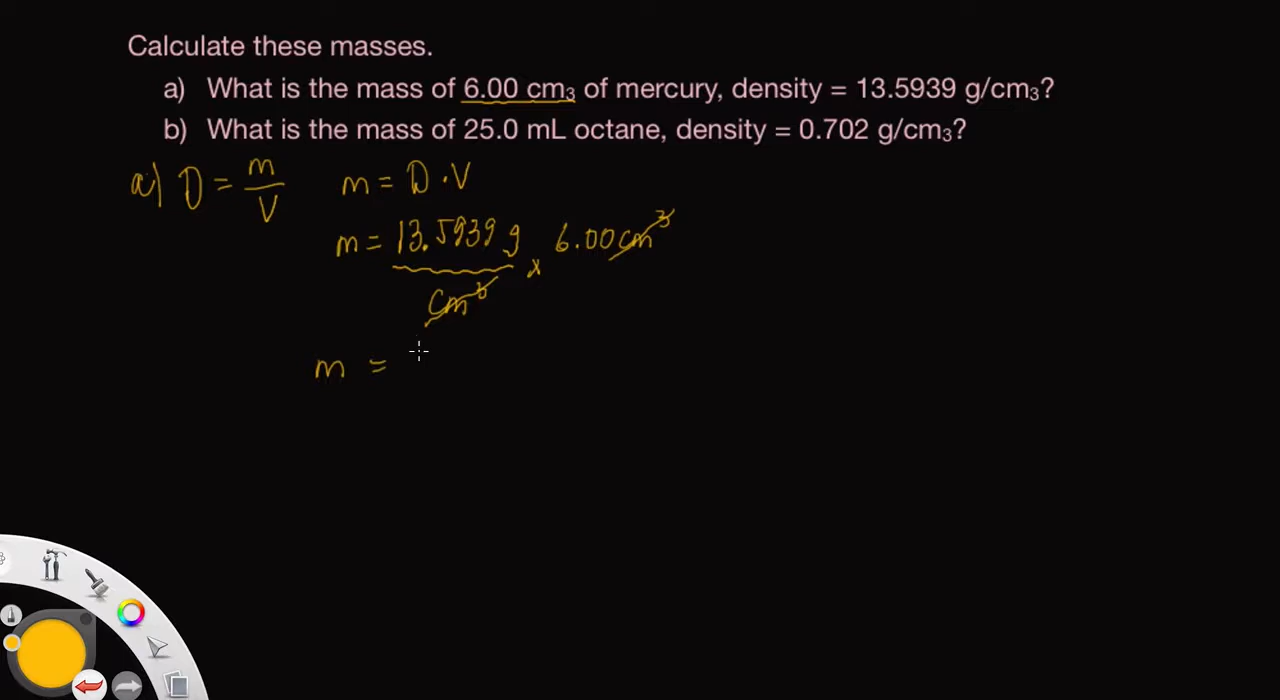 Calculate these masses.
a) What is the mass of 6.00 cm3 of mercury, density = 13.5939 g/cm3?
b) What is the mass of 25.0 mL octane, density = 0.702 g/cm3?
a) D = m/V    m = D · V
m = 13.5939 g / cm³ x 6.00 cm³
m =